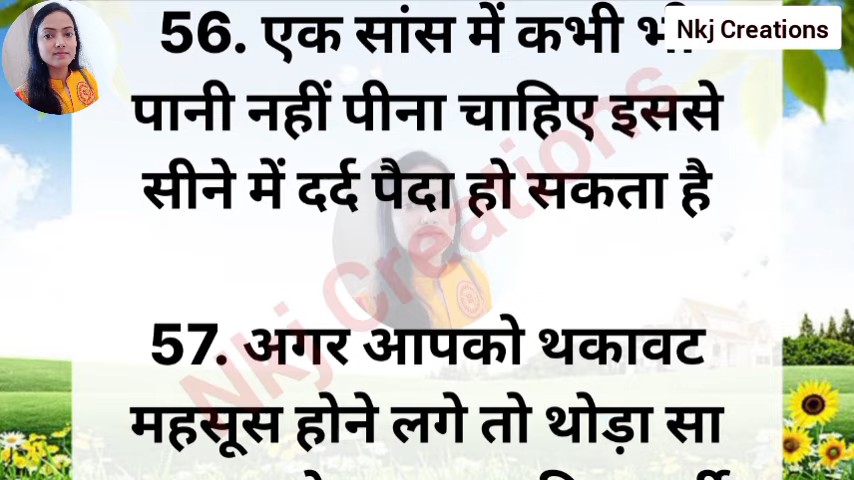 Nkj Creations
56. एक सांस में कभी भी
पानी नहीं पीना चाहिए इससे
सीने में दर्द पैदा हो सकता है
Nkj Creations
57. अगर आपको थकावट
महसूस होने लगे तो थोड़ा सा